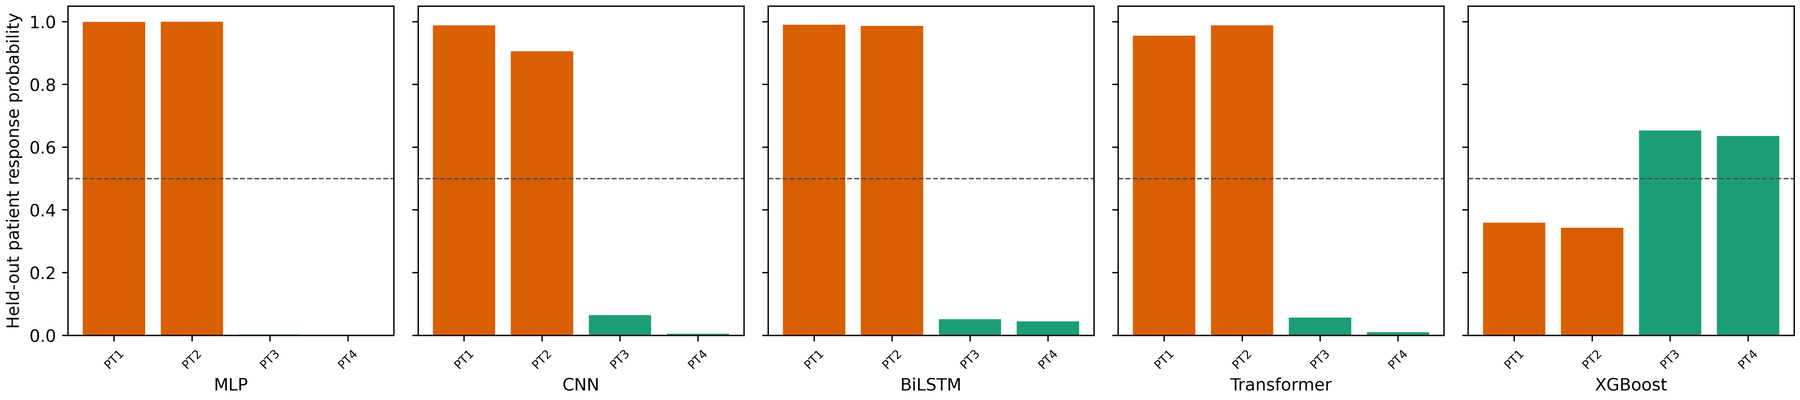 Held-out patient response probability
1.0
0.8
0.6
0.4
0.2
0.0
PT1 PT2 PT3 PT4
MLP
PT1 PT2 PT3 PT4
CNN
PT1 PT2 PT3 PT4
BiLSTM
PT1 PT2 PT3 PT4
Transformer
PT1 PT2 PT3 PT4
XGBoost